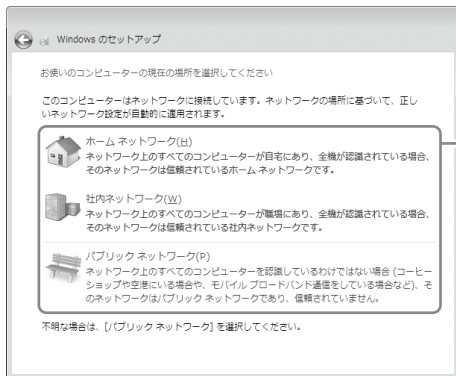 Windows のセットアップ
お使いのコンピューターの現在の場所を選択してください
このコンピューターはネットワークに接続しています。ネットワークの場所に基づいて、正し
いネットワーク設定が自動的に適用されます。
ホーム ネットワーク(H)
ネットワーク上のすべてのコンピューターが自宅にあり、全機が認識されている場合、
そのネットワークは信頼されているホーム ネットワークです。
社内ネットワーク(W)
ネットワーク上のすべてのコンピューターが職場にあり、全機が認識されている場合、
そのネットワークは信頼されている社内ネットワークです。
パブリック ネットワーク(P)
ネットワーク上のすべてのコンピューターを認識しているわけではない場合 (コーヒー
ショップや空港にいる場合や、モバイル ブロードバンド通信をしている場合など)、そ
のネットワークはパブリック ネットワークであり、信頼されていません。
不明な場合は、[パブリック ネットワーク] を選択してください。